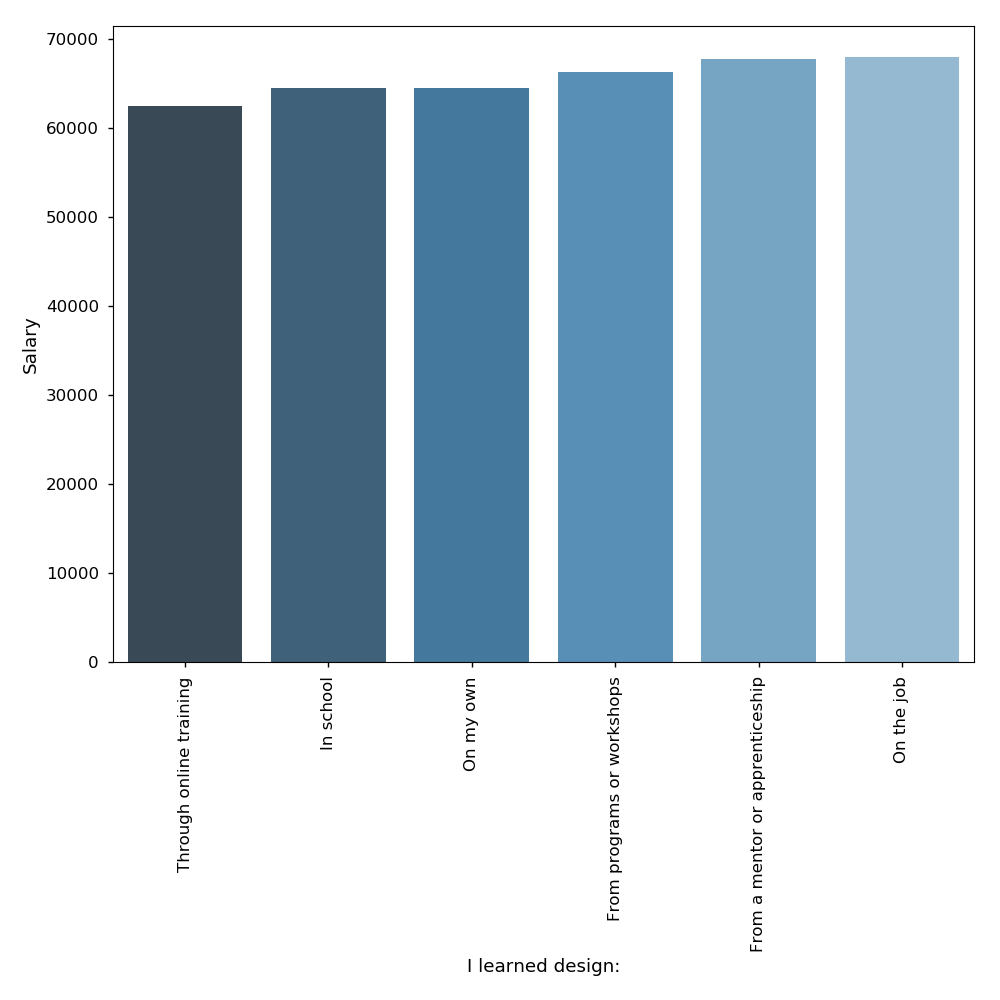 70000
60000
50000
40000
30000
20000
10000
0
Salary
Through online training
In school
On my own
From programs or workshops
From a mentor or apprenticeship
On the job
I learned design: